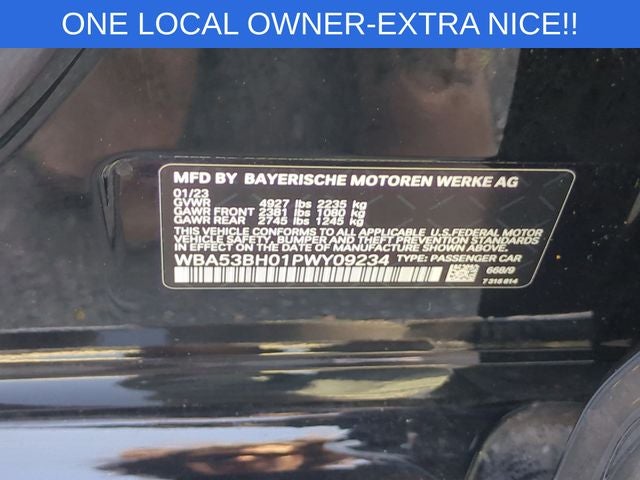 ONE LOCAL OWNER-EXTRA NICE!!
MFD BY BAYERISCHE MOTOREN WERKE AG
01/23
GVWR 4927 lbs 2235 kg
GAWR FRONT 2381 lbs 1080 kg
GAWR REAR 2745 lbs 1245 kg
THIS VEHICLE CONFORMS TO ALL APPLICABLE U.S.FEDERAL MOTOR
VEHICLE SAFETY, BUMPER AND THEFT PREVENTION STANDARDS
IN EFFECT ON THE DATE OF MANUFACTURE SHOWN ABOVE.
WBA53BH01PWY09234 TYPE: PASSENGER CAR
668/9
7 315 814